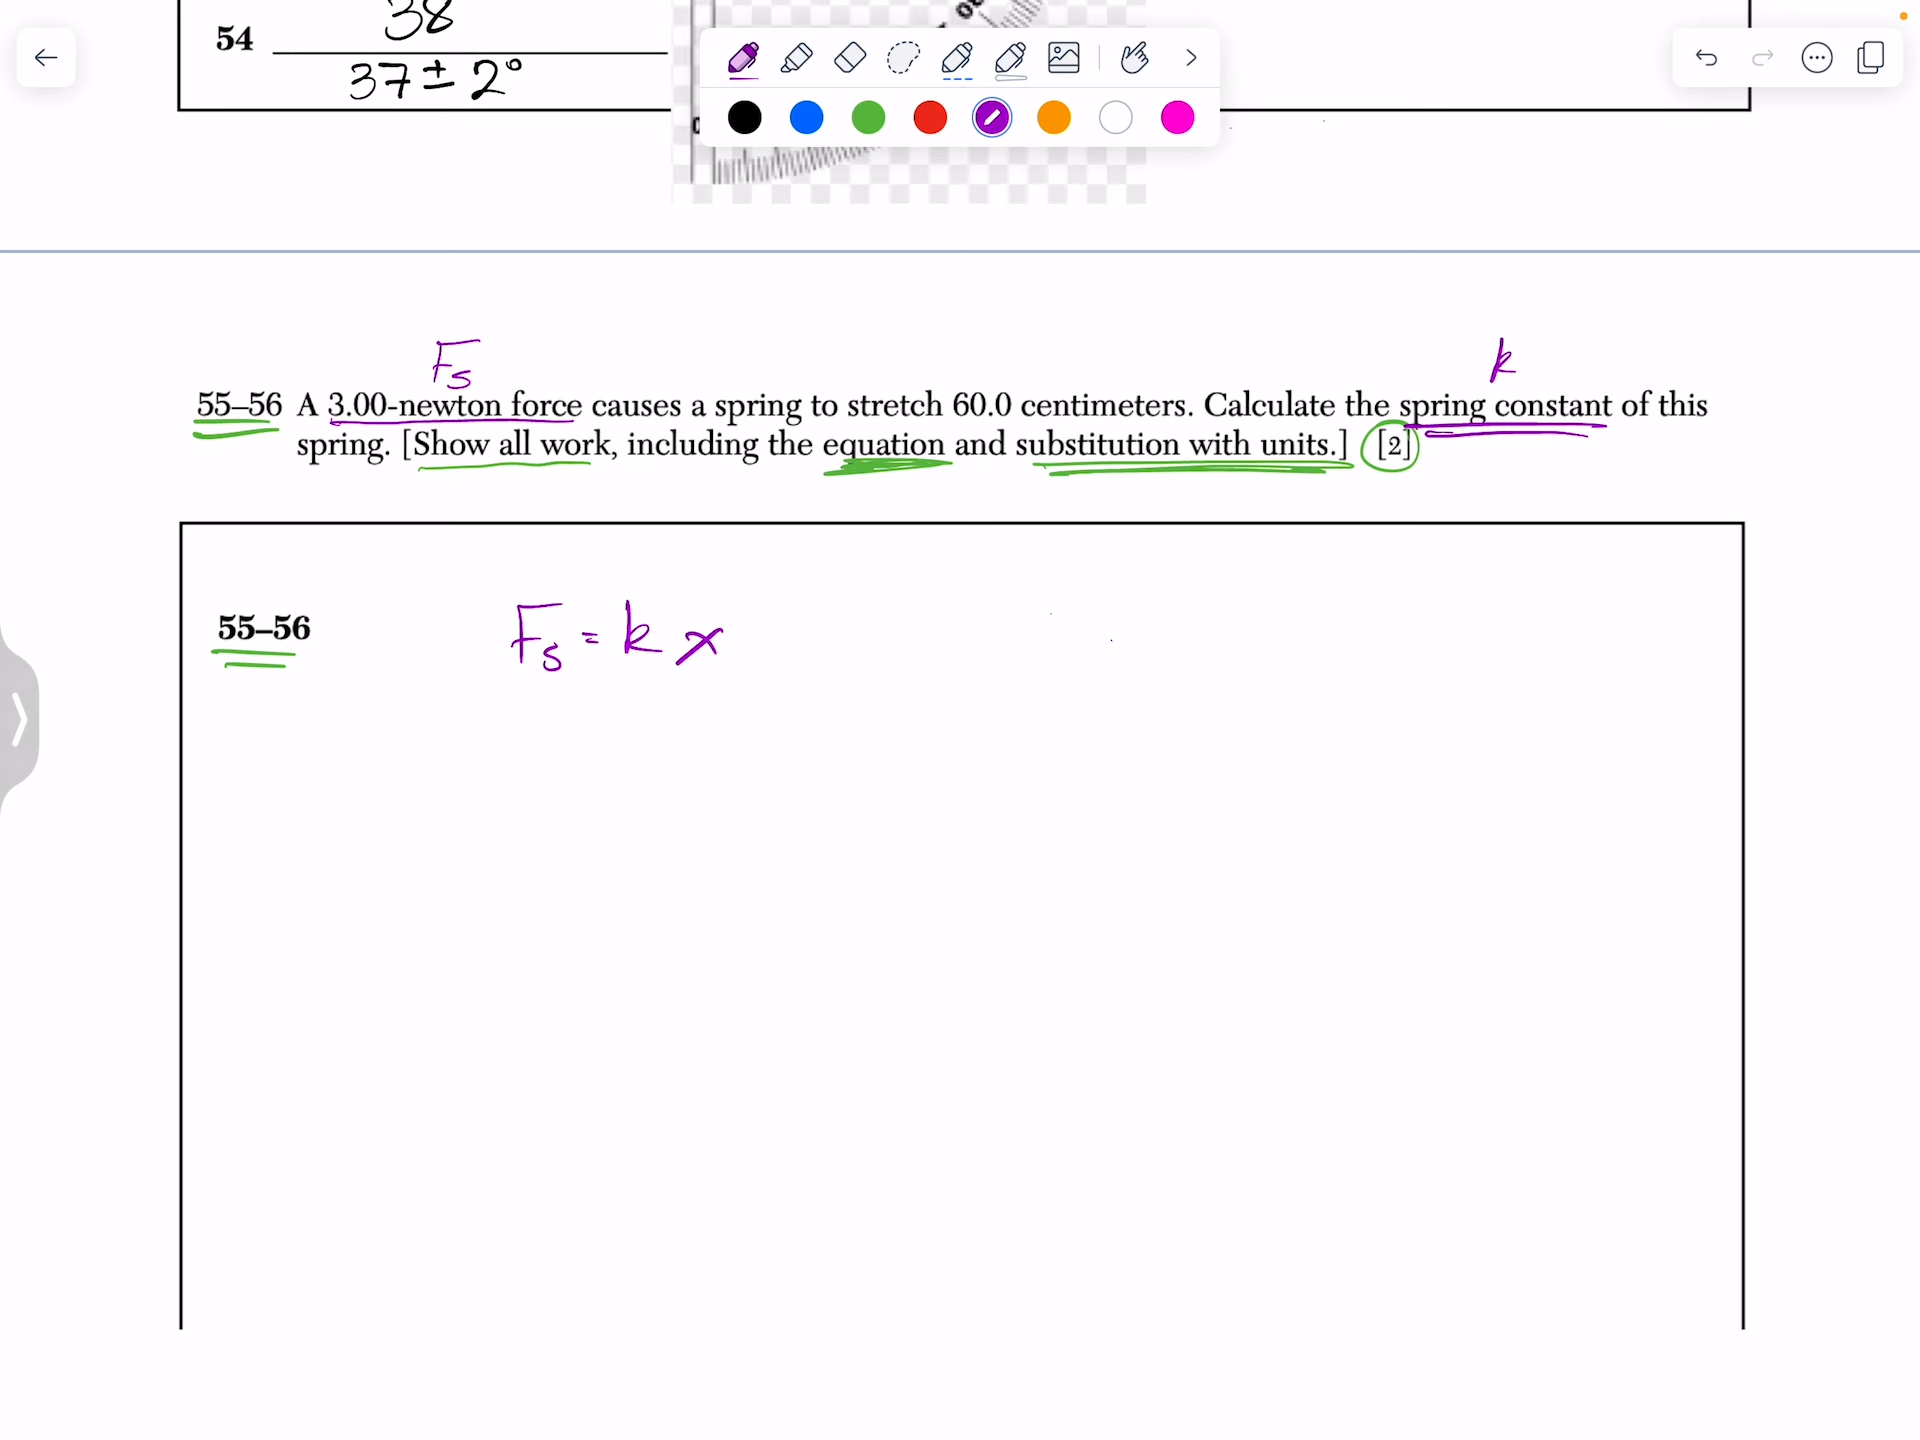 38
54
37 ± 2°
Fs
k
55–56 A 3.00-newton force causes a spring to stretch 60.0 centimeters. Calculate the spring constant of this
spring. [Show all work, including the equation and substitution with units.] [2]
55–56
Fs = k x